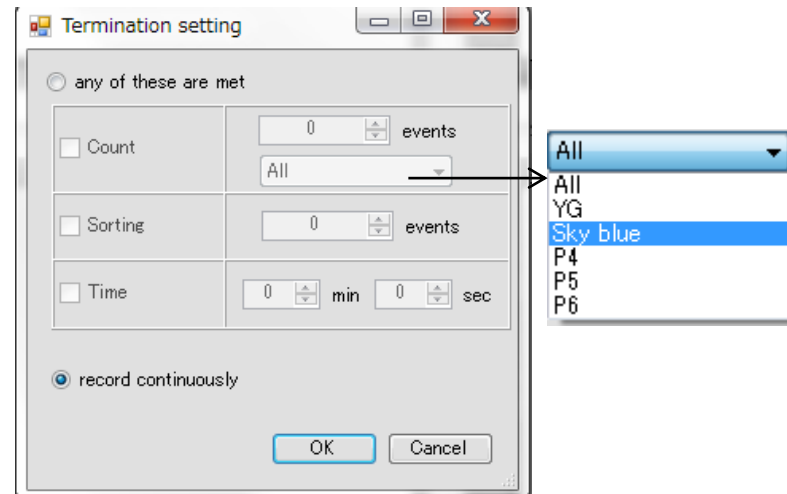 Termination setting
any of these are met
Count
0 events
All
Sorting
0 events
Time
0 min 0 sec
record continuously
OK Cancel
All
All
YG
Sky blue
P4
P5
P6